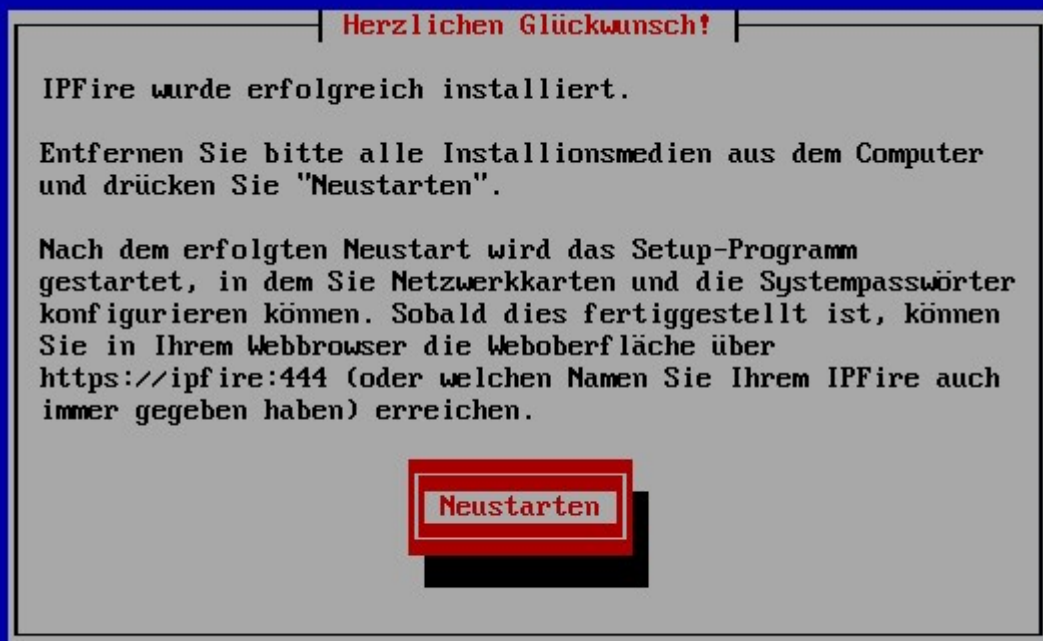 Herzlichen Glückwunsch!
IPFire wurde erfolgreich installiert.
Entfernen Sie bitte alle Installionsmedien aus dem Computer
und drücken Sie "Neustarten".
Nach dem erfolgten Neustart wird das Setup-Programm
gestartet, in dem Sie Netzwerkkarten und die Systempasswörter
konfigurieren können. Sobald dies fertiggestellt ist, können
Sie in Ihrem Webbrowser die Weboberfläche über
https://ipfire:444 (oder welchen Namen Sie Ihrem IPFire auch
immer gegeben haben) erreichen.
Neustarten